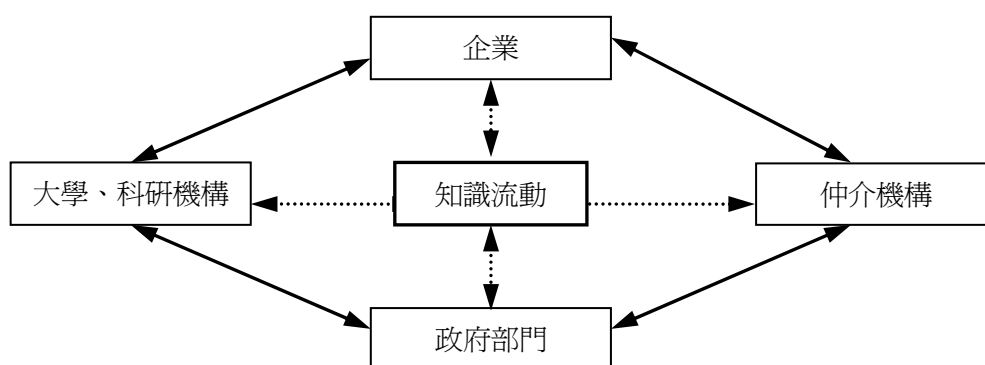 企業
大學、科研機構
知識流動
仲介機構
政府部門